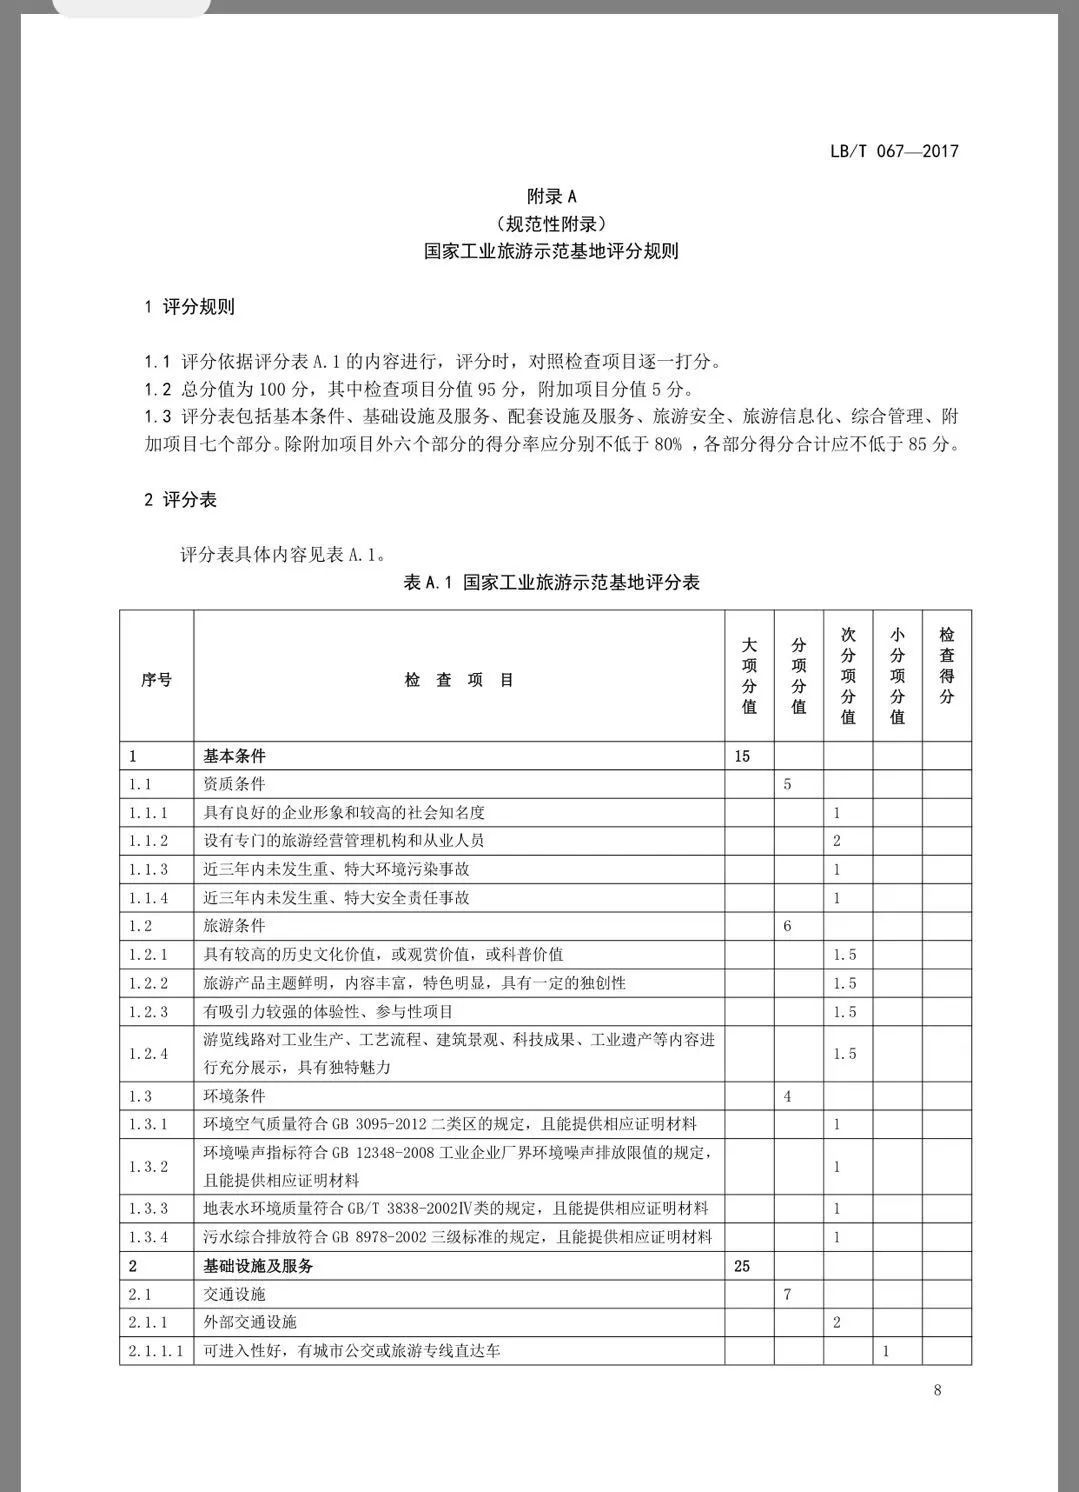 LB/T 067—2017
附录 A
（规范性附录）
国家工业旅游示范基地评分规则
1 评分规则
1.1 评分依据评分表 A.1 的内容进行，评分时，对照检查项目逐一打分。
1.2 总分值为 100 分，其中检查项目分值 95 分，附加项目分值 5 分。
1.3 评分表包括基本条件、基础设施及服务、配套设施及服务、旅游安全、旅游信息化、综合管理、附
加项目七个部分。除附加项目外六个部分的得分率应分别不低于 80% ，各部分得分合计应不低于 85 分。
2 评分表
评分表具体内容见表 A.1。
表 A.1 国家工业旅游示范基地评分表
序号 检 查 项 目 大项分值 分项分值 次分项分值 小分项分值 检查得分
1 基本条件 15
1.1 资质条件 5
1.1.1 具有良好的企业形象和较高的社会知名度 1
1.1.2 设有专门的旅游经营管理机构和从业人员 2
1.1.3 近三年内未发生重、特大环境污染事故 1
1.1.4 近三年内未发生重、特大安全责任事故 1
1.2 旅游条件 6
1.2.1 具有较高的历史文化价值，或观赏价值，或科普价值 1.5
1.2.2 旅游产品主题鲜明，内容丰富，特色明显，具有一定的独创性 1.5
1.2.3 有吸引力较强的体验性、参与性项目 1.5
1.2.4 游览线路对工业生产、工艺流程、建筑景观、科技成果、工业遗产等内容进
行充分展示，具有独特魅力 1.5
1.3 环境条件 4
1.3.1 环境空气质量符合 GB 3095-2012 二类区的规定，且能提供相应证明材料 1
1.3.2 环境噪声指标符合 GB 12348-2008 工业企业厂界环境噪声排放限值的规定，
且能提供相应证明材料 1
1.3.3 地表水环境质量符合 GB/T 3838-2002Ⅳ类的规定，且能提供相应证明材料 1
1.3.4 污水综合排放符合 GB 8978-2002 三级标准的规定，且能提供相应证明材料 1
2 基础设施及服务 25
2.1 交通设施 7
2.1.1 外部交通设施 2
2.1.1.1 可进入性好，有城市公交或旅游专线直达车 1
8